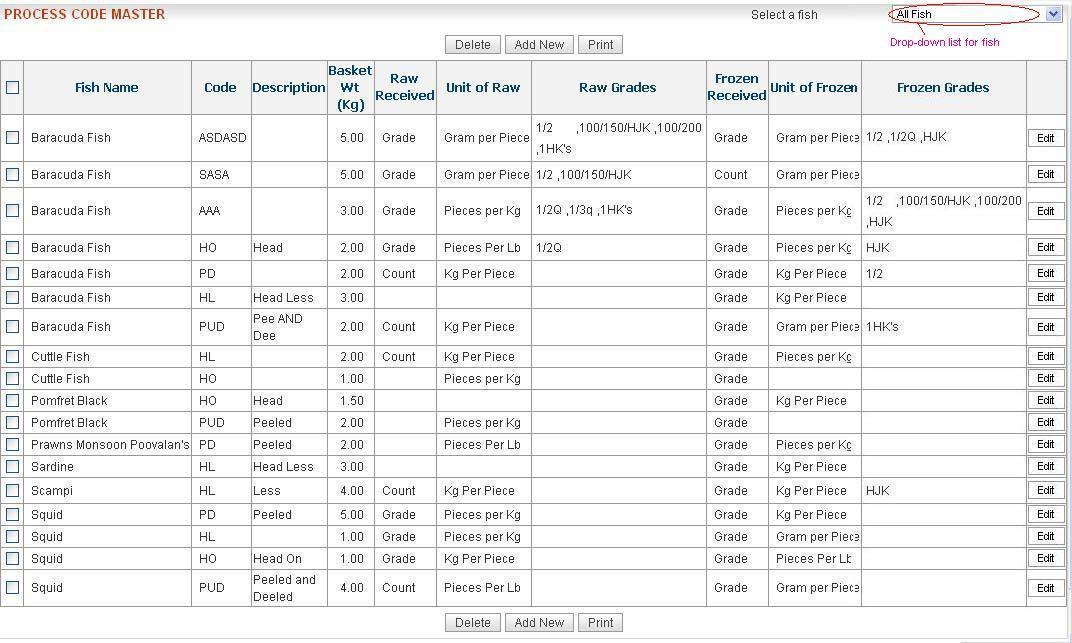 PROCESS CODE MASTER Select a fish All Fish
Drop-down list for fish
Delete Add New Print
Fish Name Code Description Basket Wt (Kg) Raw Received Unit of Raw Raw Grades Frozen Received Unit of Frozen Frozen Grades
Baracuda Fish ASDASD 5.00 Grade Gram per Piece 1/2 ,100/150/HJK ,100/200 ,1HK's Grade Gram per Piece 1/2 ,1/2Q ,HJK Edit
Baracuda Fish SASA 5.00 Grade Gram per Piece 1/2 ,100/150/HJK Count Gram per Piece Edit
Baracuda Fish AAA 3.00 Grade Pieces per Kg 1/2Q ,1/3q ,1HK's Grade Pieces per Kg 1/2 ,100/150/HJK ,100/200 ,HJK Edit
Baracuda Fish HO Head 2.00 Grade Pieces Per Lb 1/2Q Grade Pieces per Kg HJK Edit
Baracuda Fish PD 2.00 Count Kg Per Piece Grade Kg Per Piece 1/2 Edit
Baracuda Fish HL Head Less 3.00 Grade Kg Per Piece Edit
Baracuda Fish PUD Pee AND Dee 2.00 Count Kg Per Piece Grade Gram per Piece 1HK's Edit
Cuttle Fish HL 2.00 Count Kg Per Piece Grade Pieces per Kg Edit
Cuttle Fish HO 1.00 Pieces per Kg Grade Edit
Pomfret Black HO Head 1.50 Grade Kg Per Piece Edit
Pomfret Black PUD Peeled 2.00 Pieces per Kg Grade Edit
Prawns Monsoon Poovalan's PD Peeled 2.00 Pieces Per Lb Grade Pieces per Kg Edit
Sardine HL Head Less 3.00 Grade Kg Per Piece Edit
Scampi HL Less 4.00 Count Kg Per Piece Grade Kg Per Piece HJK Edit
Squid PD Peeled 5.00 Grade Pieces per Kg Grade Kg Per Piece Edit
Squid HL 1.00 Grade Pieces per Kg Grade Gram per Piece Edit
Squid HO Head On 1.00 Grade Kg Per Piece Grade Pieces Per Lb Edit
Squid PUD Peeled and Deeled 4.00 Count Pieces Per Lb Grade Gram per Piece Edit
Delete Add New Print